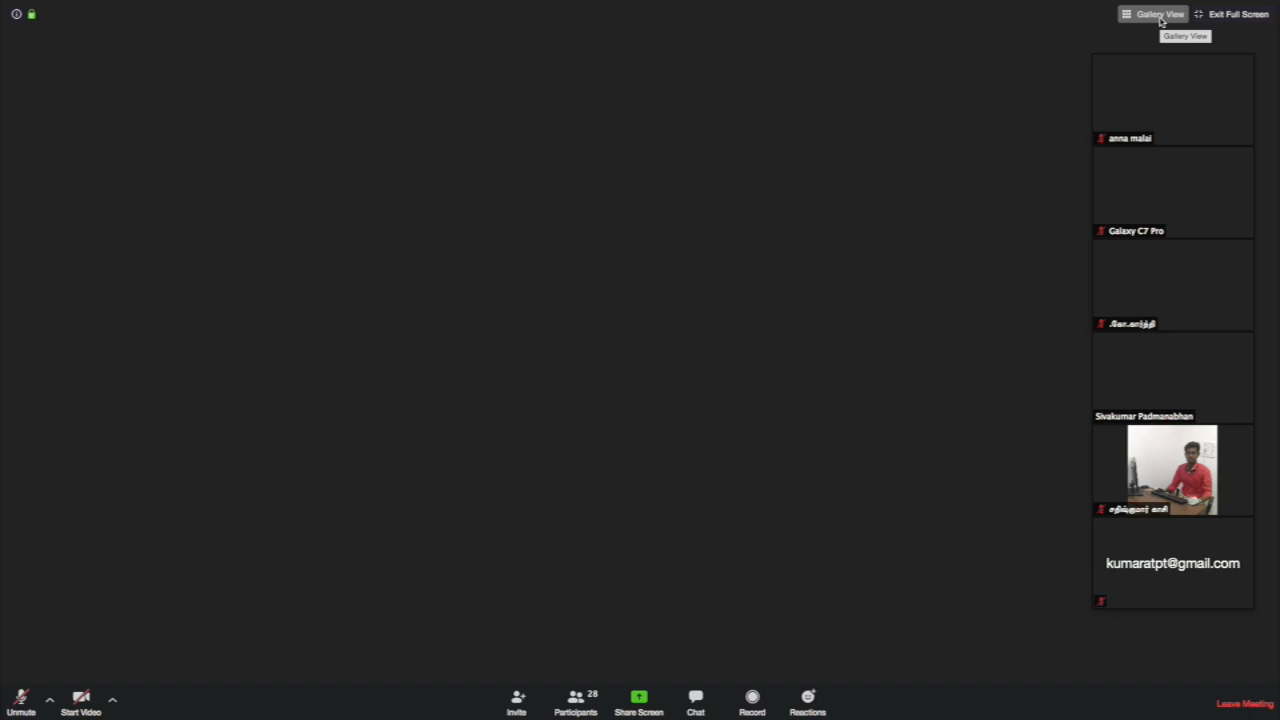 Gallery View
Exit Full Screen
Gallery View
anna malai
Galaxy C7 Pro
.கோ.கார்த்தி
Sivakumar Padmanabhan
சதிஷ்குமார் காசி
kumaratpt@gmail.com
Unmute
Start Video
Invite
28
Participants
Share Screen
Chat
Record
Reactions
Leave Meeting